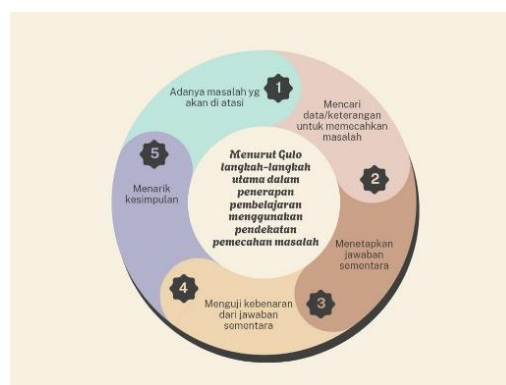 Menurut Gulo
langkah-langkah
utama dalam
penerapan
pembelajaran
menggunakan
pendekatan
pemecahan masalah
1
Adanya masalah yg
akan di atasi
2
Mencari
data/keterangan
untuk memecahkan
masalah
3
Menetapkan
jawaban
sementara
4
Menguji kebenaran
dari jawaban
sementara
5
Menarik
kesimpulan